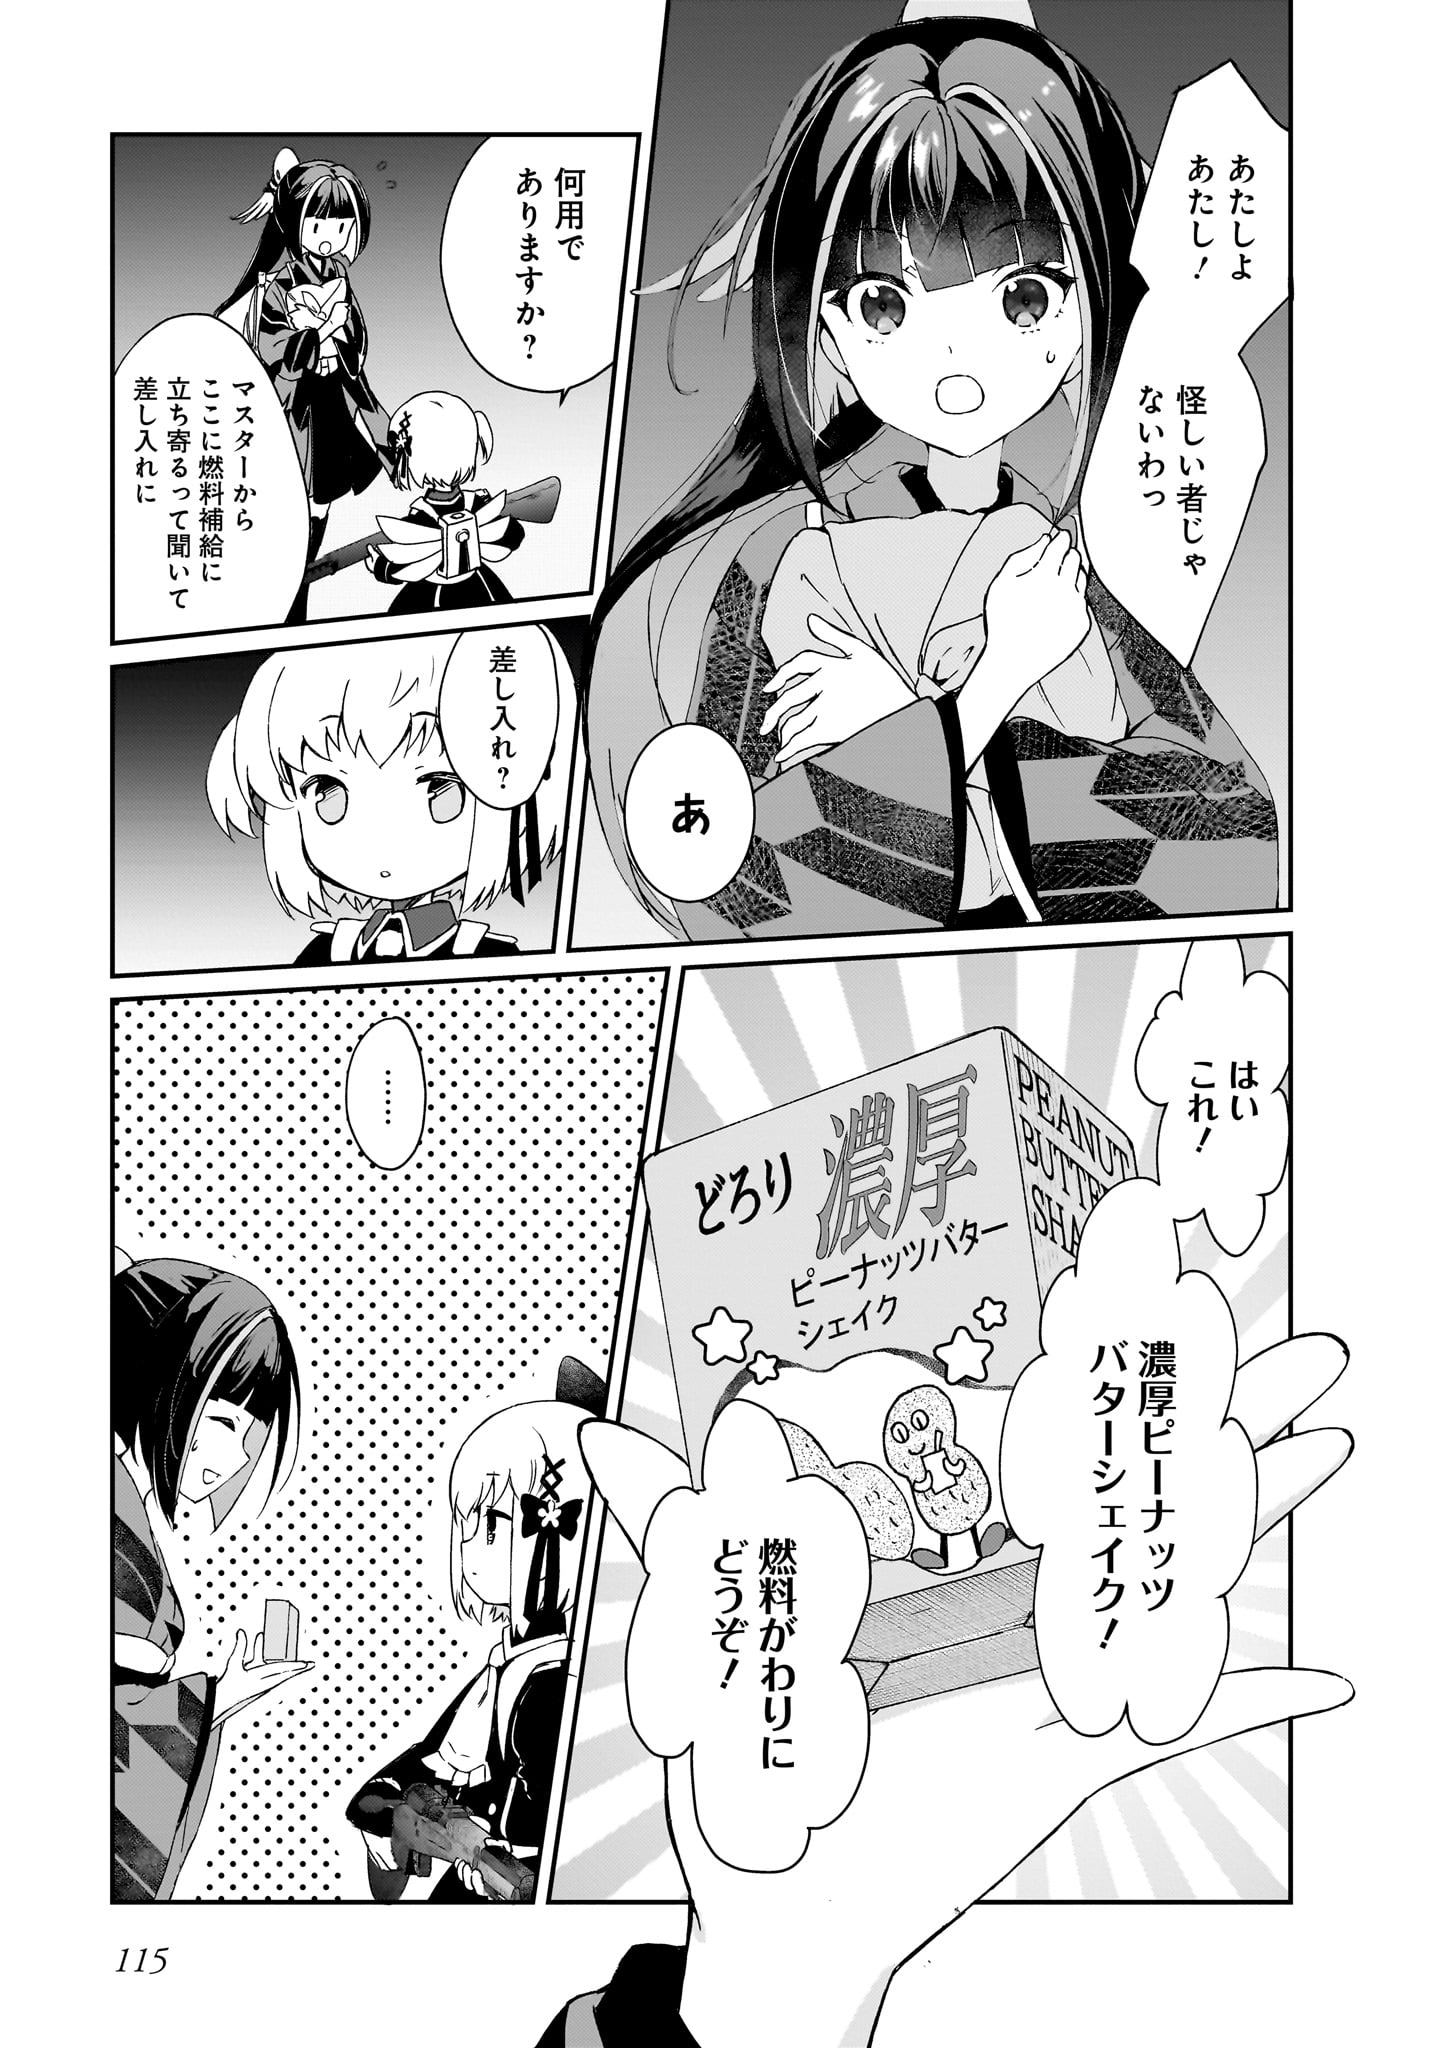 あたしよ
あたし！
怪しい者じゃ
ないわっ
あ
何用で
ありますか？
マスターから
ここに燃料補給に
立ち寄るって聞いて
差し入れに
差し入れ？
はい
これ！
濃厚ピーナッツ
バターシェイク！
燃料がわりに
どうぞ！
どろり
濃厚
ピーナッツバター
シェイク
PEANUT
BUTTE
SHA
……
115